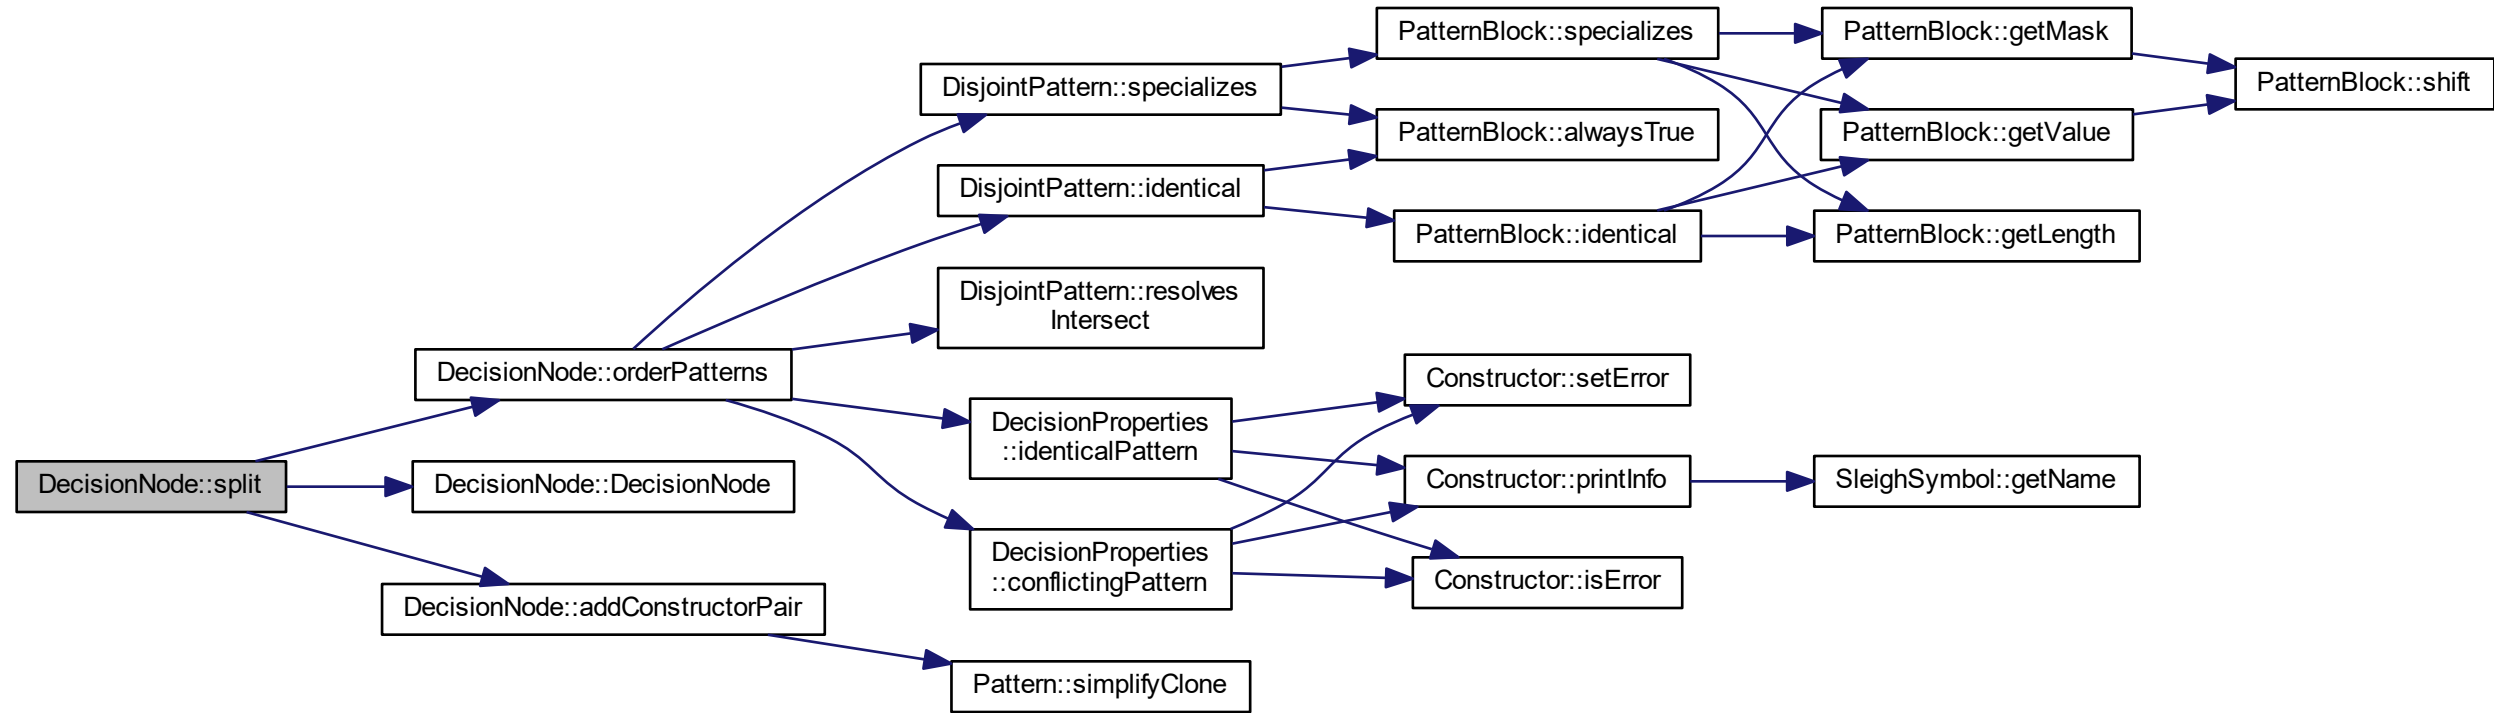 PatternBlock::specializes
PatternBlock::getMask
DisjointPattern::specializes
PatternBlock::shift
PatternBlock::alwaysTrue
PatternBlock::getValue
DisjointPattern::identical
PatternBlock::identical
PatternBlock::getLength
DisjointPattern::resolves
Intersect
DecisionNode::orderPatterns
Constructor::setError
DecisionProperties
::identicalPattern
DecisionNode::split
DecisionNode::DecisionNode
Constructor::printInfo
SleighSymbol::getName
DecisionProperties
::conflictingPattern
Constructor::isError
DecisionNode::addConstructorPair
Pattern::simplifyClone